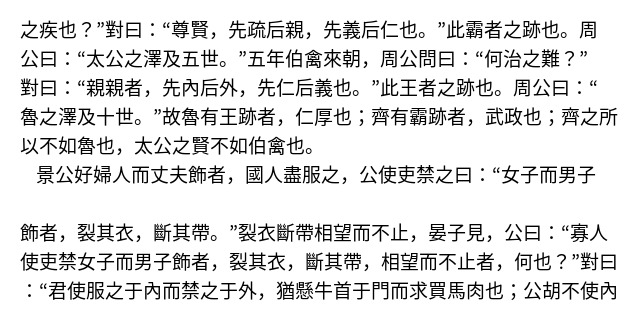 之疾也？”對曰：“尊賢，先疏后親，先義后仁也。”此霸者之跡也。周
公曰：“太公之澤及五世。”五年伯禽來朝，周公問曰：“何治之難？”
對曰：“親親者，先內后外，先仁后義也。”此王者之跡也。周公曰：“
魯之澤及十世。”故魯有王跡者，仁厚也；齊有霸跡者，武政也；齊之所
以不如魯也，太公之賢不如伯禽也。
景公好婦人而丈夫飾者，國人盡服之，公使吏禁之曰：“女子而男子
飾者，裂其衣，斷其帶。”裂衣斷帶相望而不止，晏子見，公曰：“寡人
使吏禁女子而男子飾者，裂其衣，斷其帶，相望而不止者，何也？”對曰
：“君使服之于內而禁之于外，猶懸牛首于門而求買馬肉也；公胡不使內